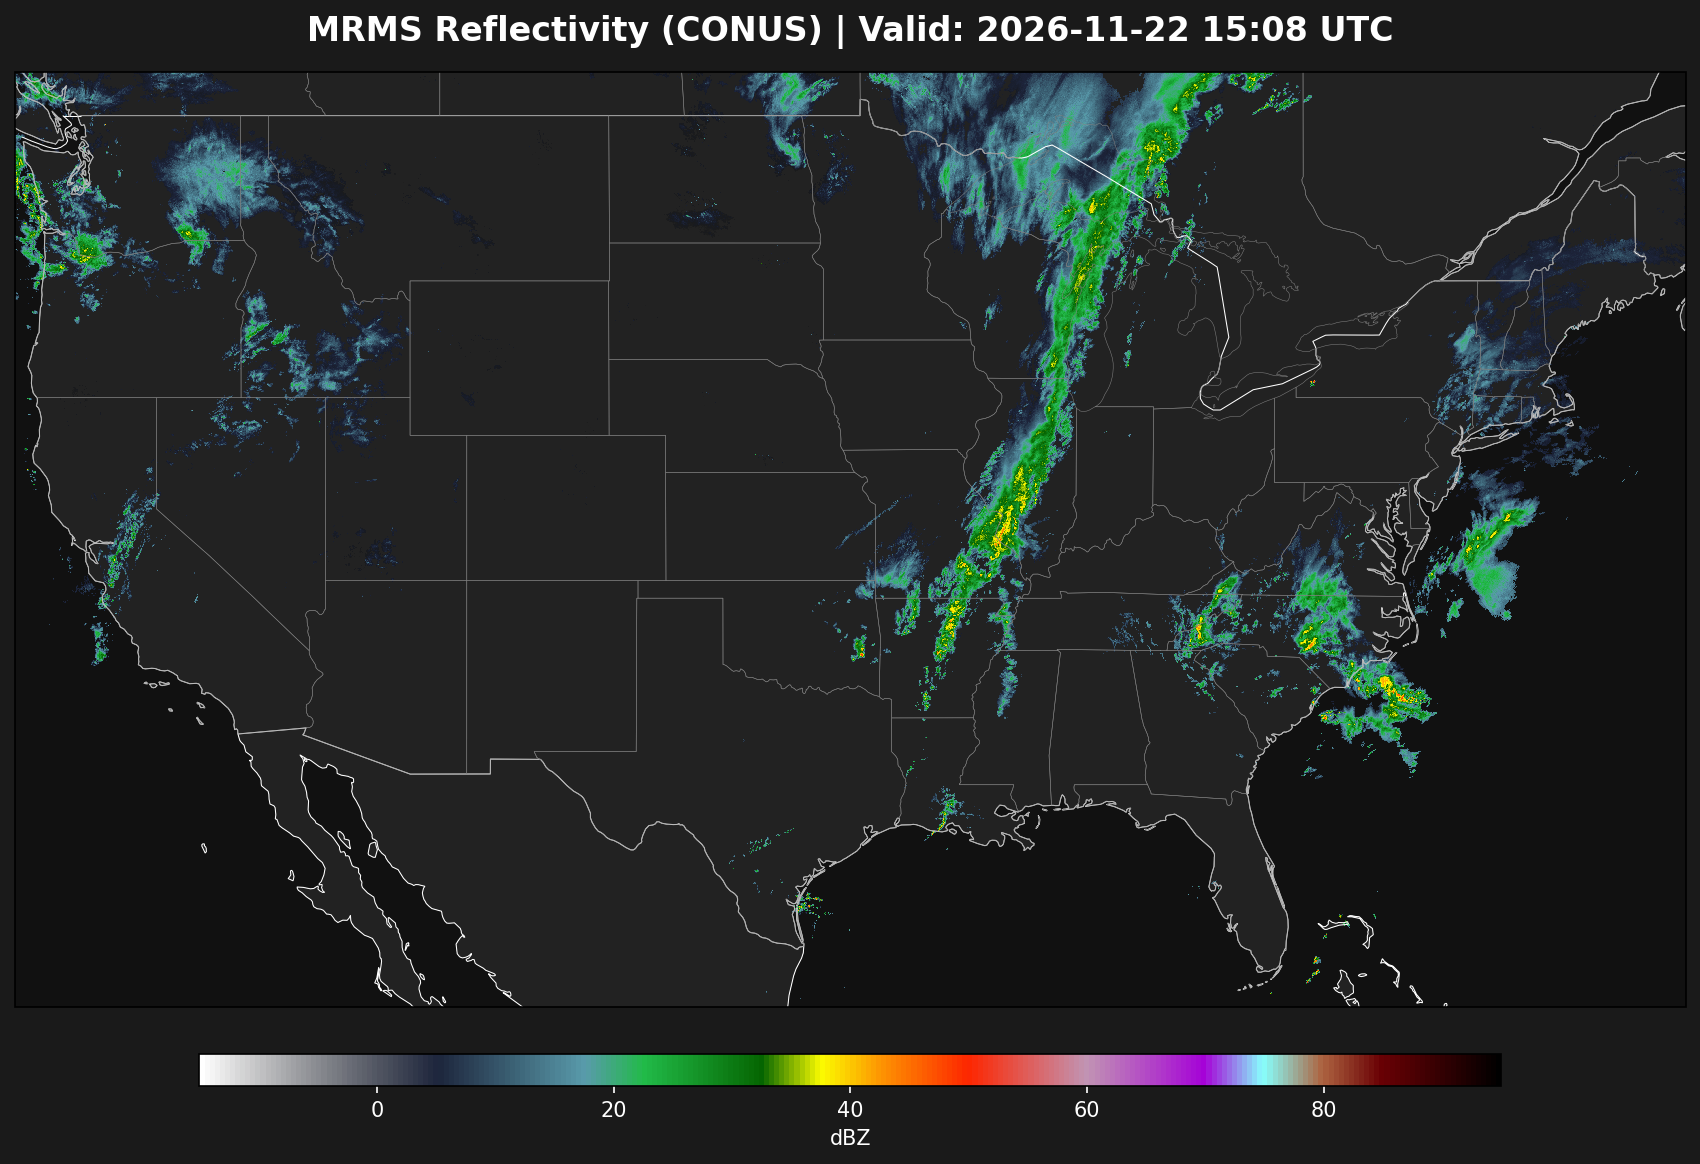 MRMS Reflectivity (CONUS) | Valid: 2026-11-22 15:08 UTC
0 20 40 60 80
dBZ